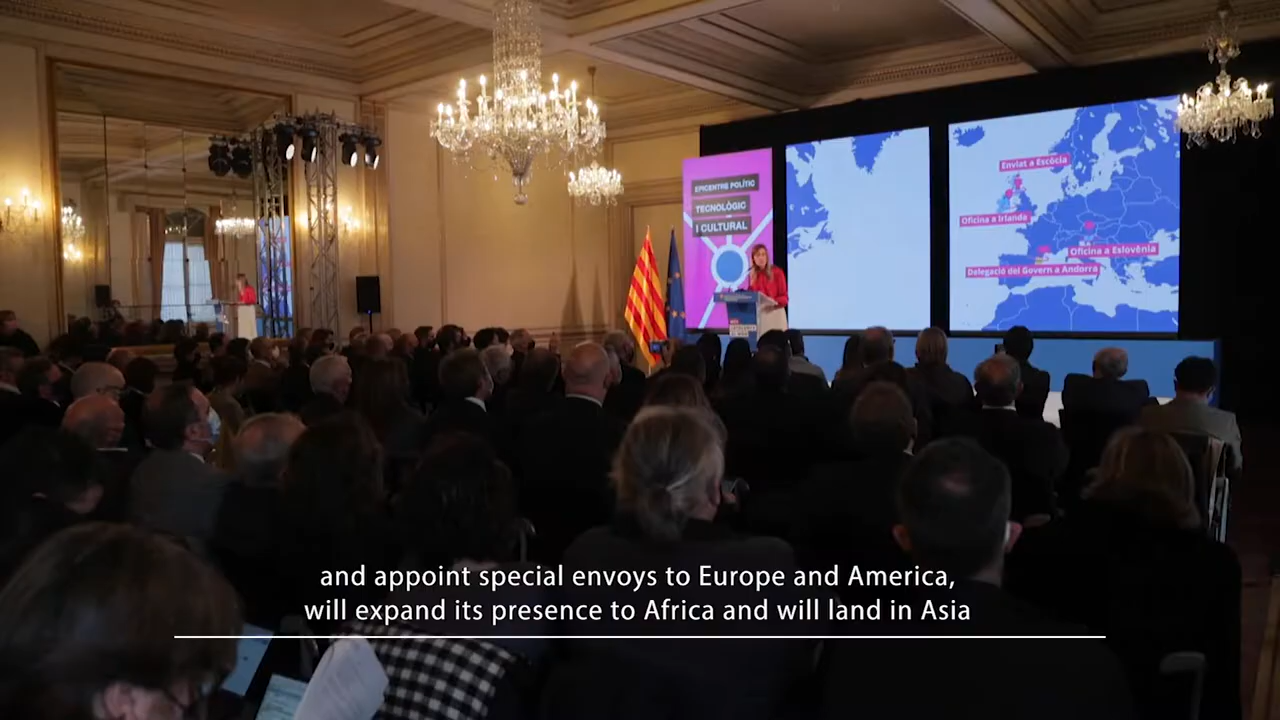 EPICENTRE POLÍTIC
TECNOLÒGIC
I CULTURAL
Enviat a Escòcia
Oficina a Irlanda
Oficina a Eslovènia
Delegació del Govern a Andorra
and appoint special envoys to Europe and America,
will expand its presence to Africa and will land in Asia